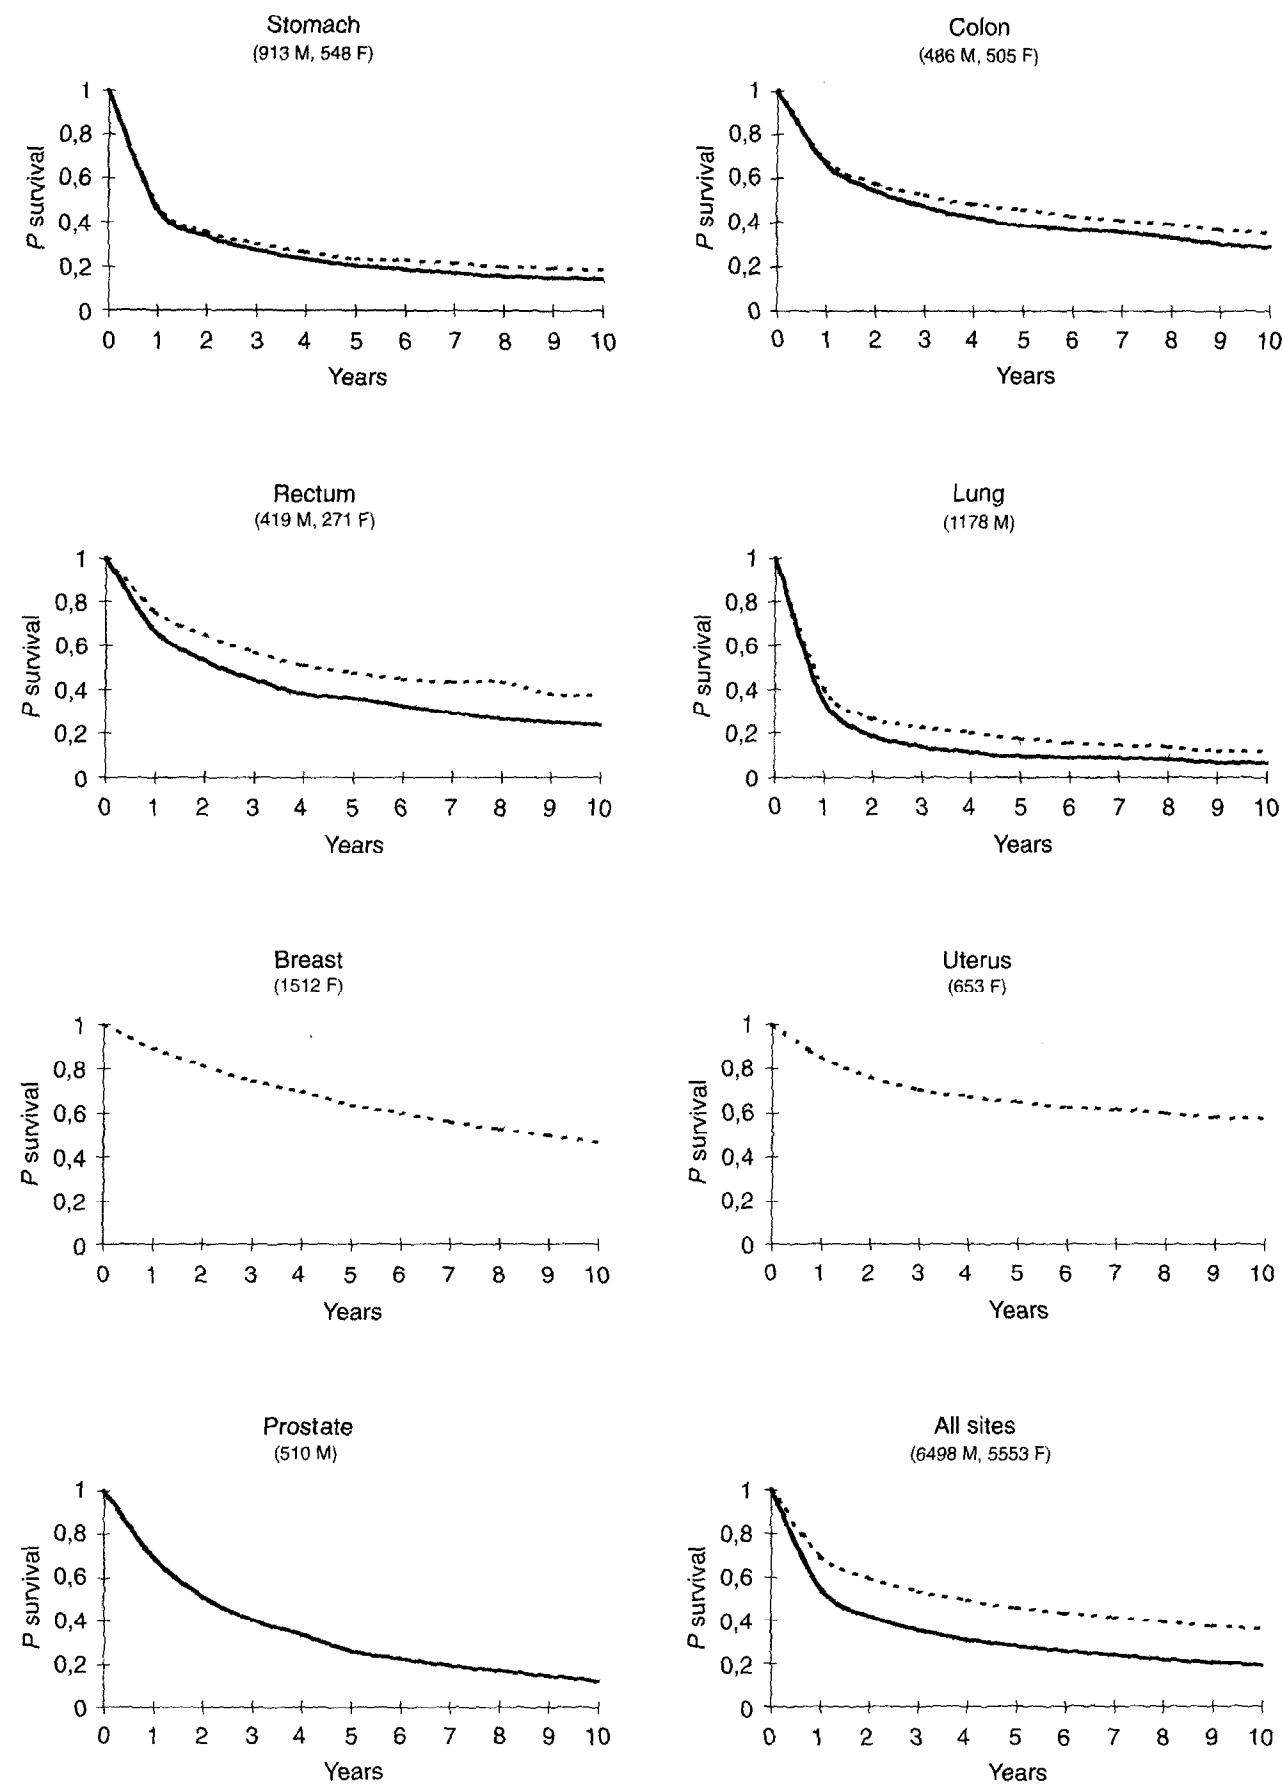 Stomach
(913 M, 548 F)
P survival
1
0,8
0,6
0,4
0,2
0
0 1 2 3 4 5 6 7 8 9 10
Years
Colon
(486 M, 505 F)
P survival
1
0,8
0,6
0,4
0,2
0
0 1 2 3 4 5 6 7 8 9 10
Years
Rectum
(419 M, 271 F)
P survival
1
0,8
0,6
0,4
0,2
0
0 1 2 3 4 5 6 7 8 9 10
Years
Lung
(1178 M)
P survival
1
0,8
0,6
0,4
0,2
0
0 1 2 3 4 5 6 7 8 9 10
Years
Breast
(1512 F)
P survival
1
0,8
0,6
0,4
0,2
0
0 1 2 3 4 5 6 7 8 9 10
Years
Uterus
(653 F)
P survival
1
0,8
0,6
0,4
0,2
0
0 1 2 3 4 5 6 7 8 9 10
Years
Prostate
(510 M)
P survival
1
0,8
0,6
0,4
0,2
0
0 1 2 3 4 5 6 7 8 9 10
Years
All sites
(6498 M, 5553 F)
P survival
1
0,8
0,6
0,4
0,2
0
0 1 2 3 4 5 6 7 8 9 10
Years